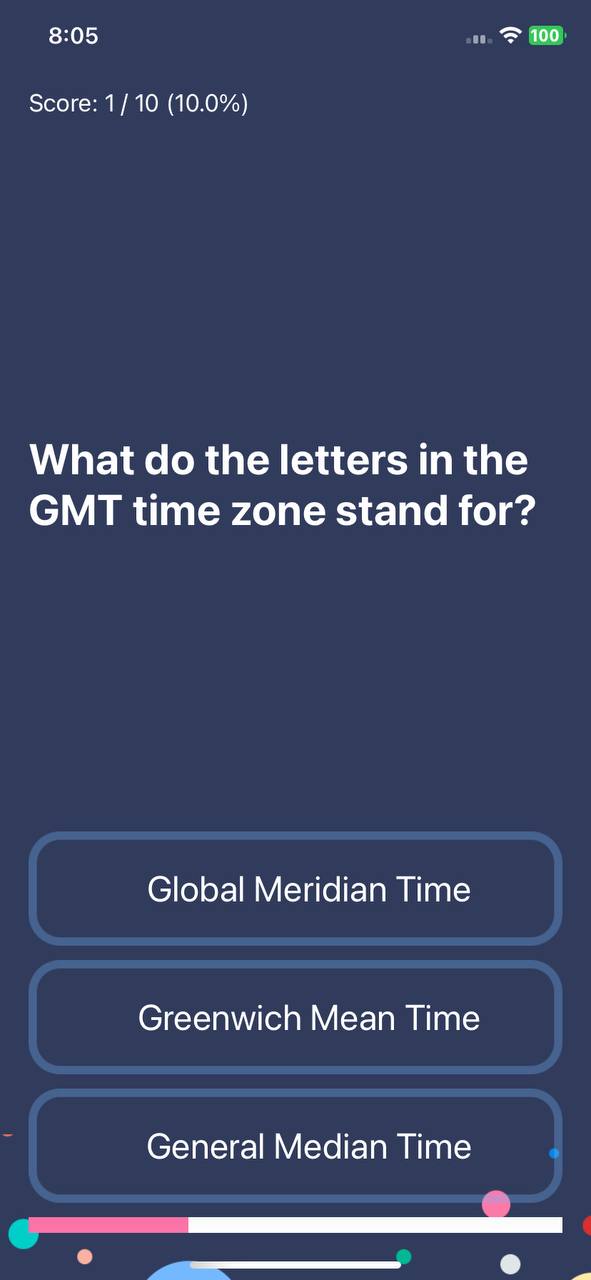 8:05
100
Score: 1 / 10 (10.0%)
What do the letters in the
GMT time zone stand for?
Global Meridian Time
Greenwich Mean Time
General Median Time